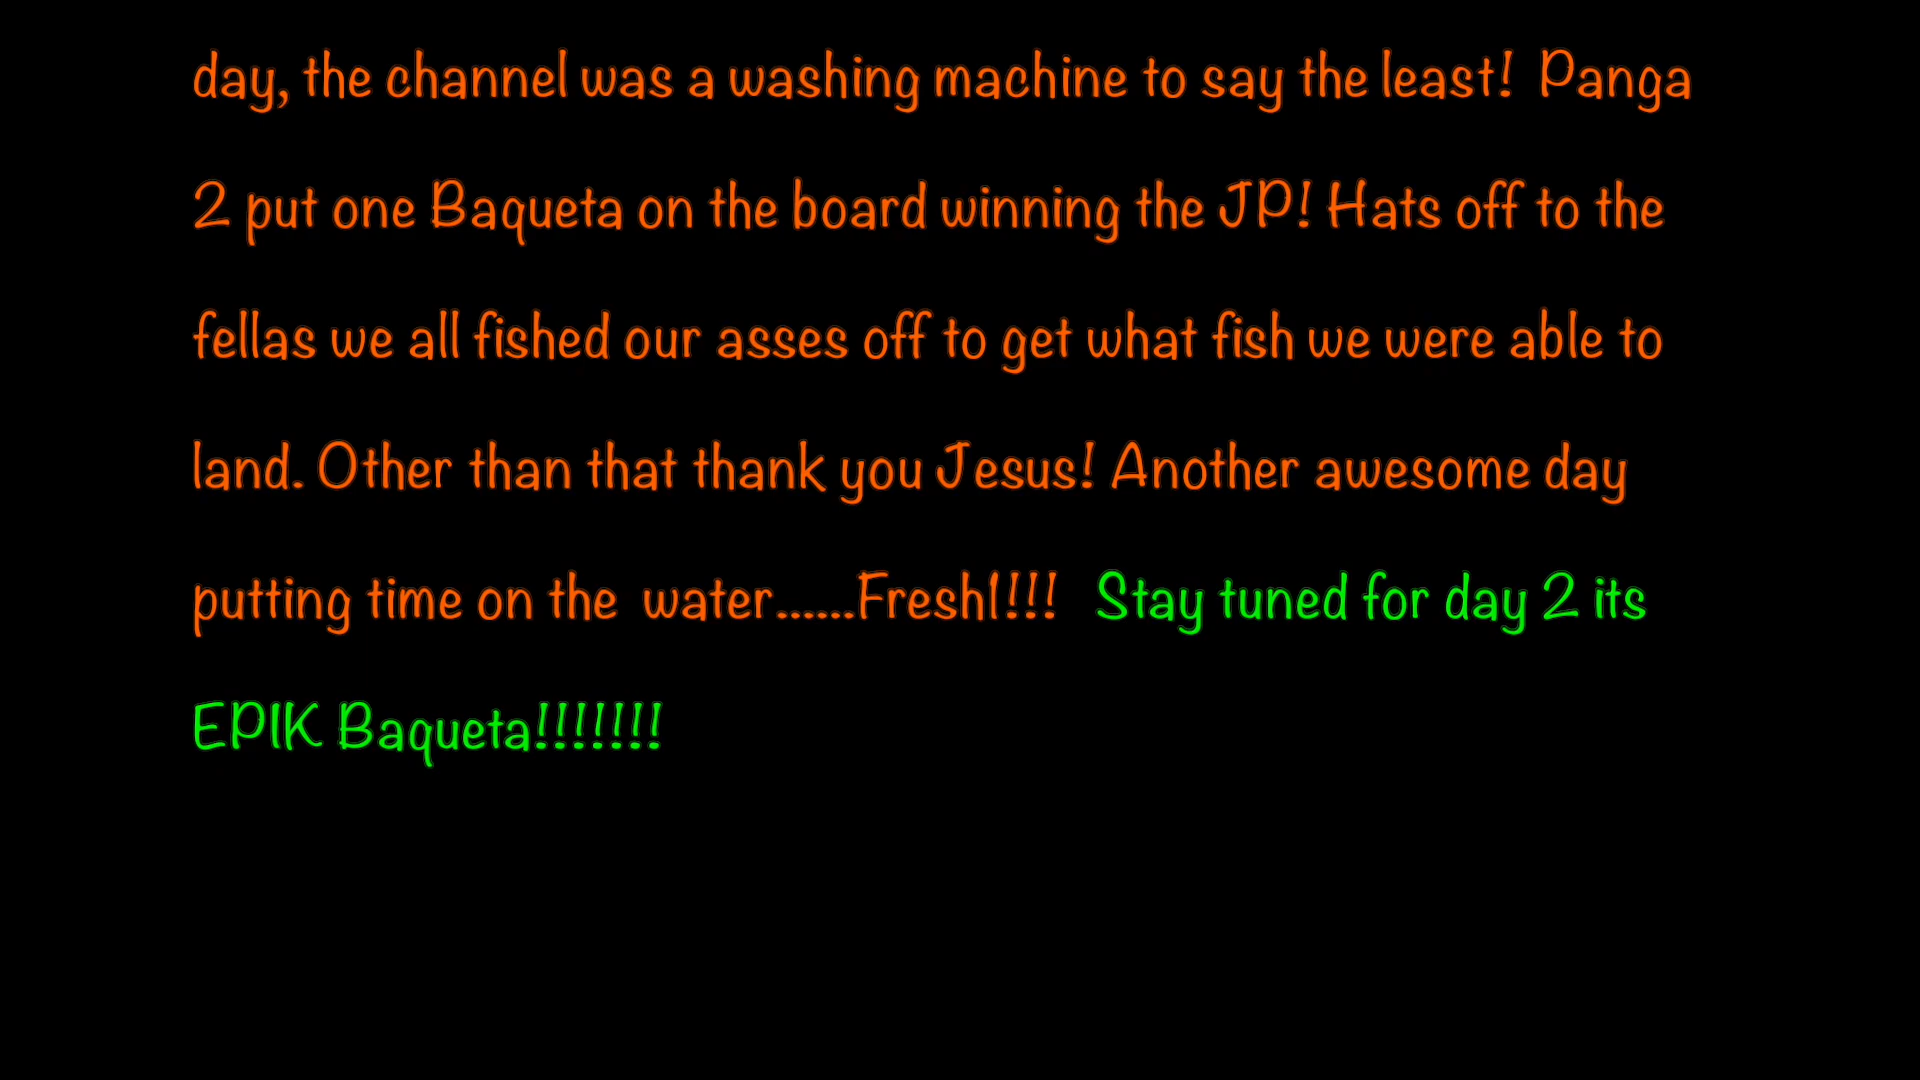 day, the channel was a washing machine to say the least!  Panga
2 put one Baqueta on the board winning the JP! Hats off to the
fellas we all fished our asses off to get what fish we were able to
land. Other than that thank you Jesus! Another awesome day
putting time on the  water......Fresh1!!!   Stay tuned for day 2 its
EPIK Baqueta!!!!!!!